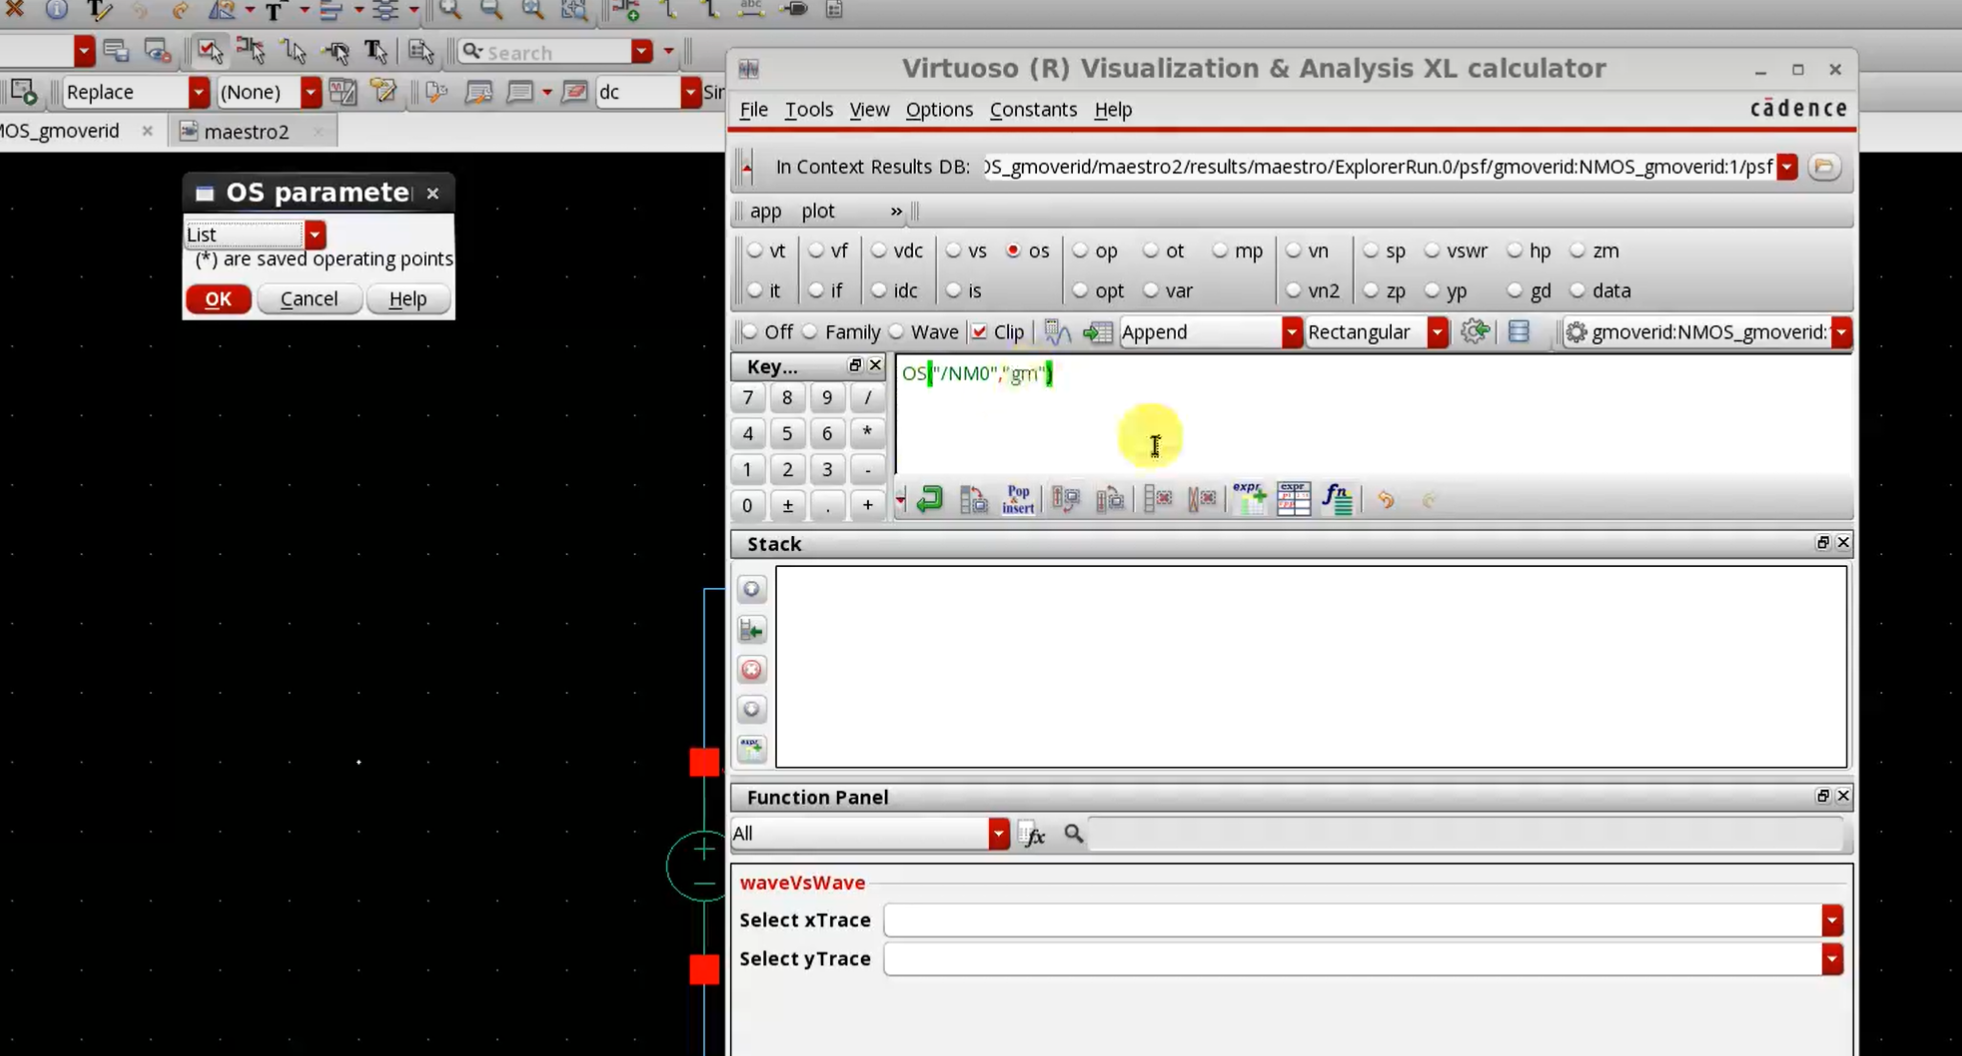 Search
Replace
(None)
dc
Sir
MOS_gmoverid
maestro2
OS paramete
List
(*) are saved operating points
OK
Cancel
Help
Virtuoso (R) Visualization & Analysis XL calculator
File Tools View Options Constants Help
cādence
In Context Results DB: OS_gmoverid/maestro2/results/maestro/ExplorerRun.0/psf/gmoverid:NMOS_gmoverid:1/psf
app plot »
vt vf vdc vs os op ot mp vn sp vswr hp zm
it if idc is opt var vn2 zp yp gd data
Off Family Wave Clip Append Rectangular gmoverid:NMOS_gmoverid:
Key...
OS("/NM0","gm")
7 8 9 /
4 5 6 *
1 2 3 -
0 ± . +
Pop & insert
expr
expr
fn
Stack
expr
Function Panel
All
fx
waveVsWave
Select xTrace
Select yTrace